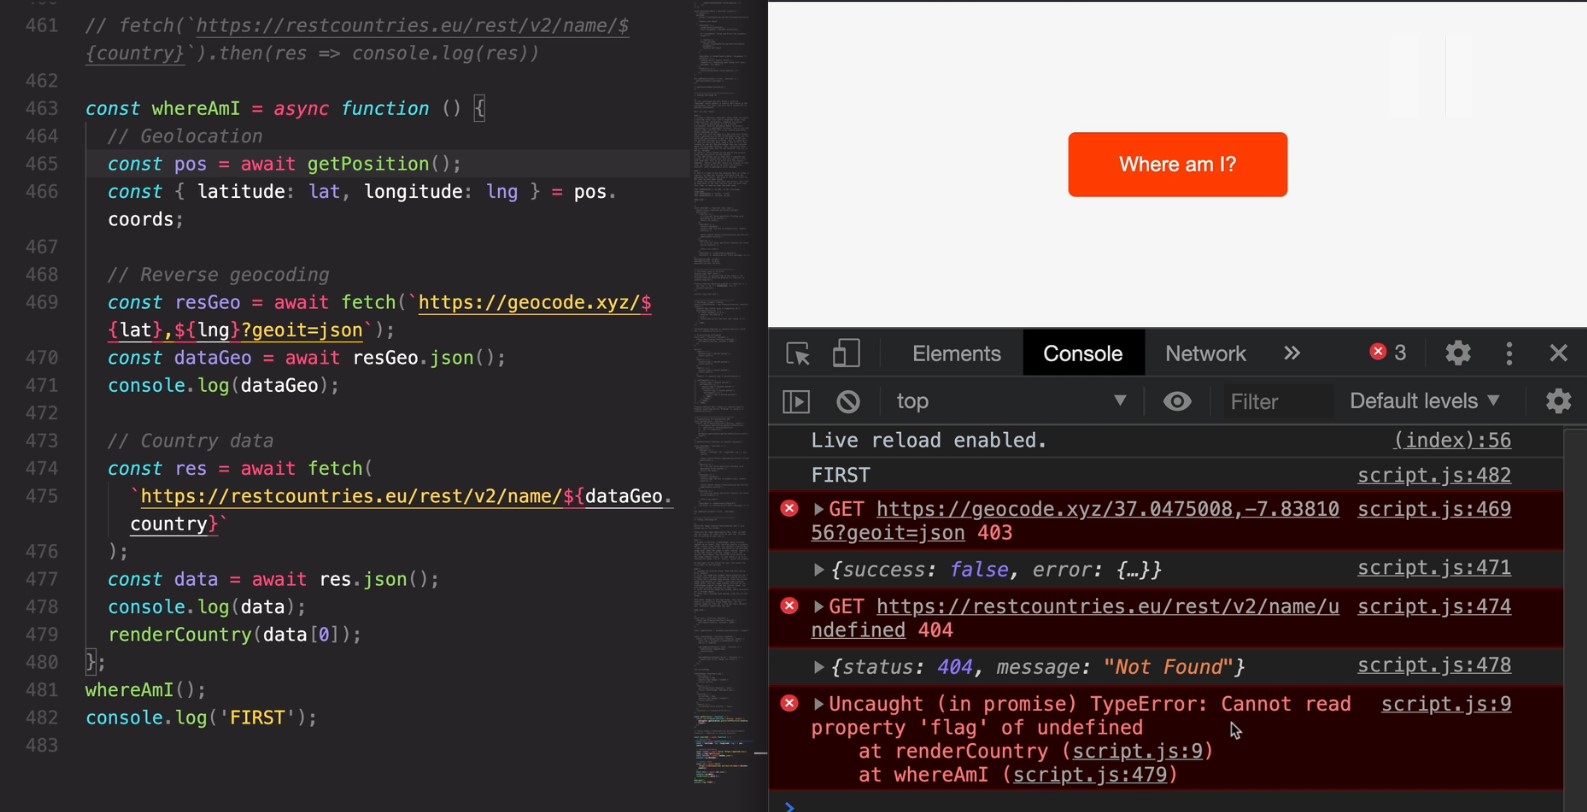 461 // fetch(`https://restcountries.eu/rest/v2/name/$
{country}`).then(res => console.log(res))
462
463 const whereAmI = async function () {
464 // Geolocation
465 const pos = await getPosition();
466 const { latitude: lat, longitude: lng } = pos.
coords;
467
468 // Reverse geocoding
469 const resGeo = await fetch(`https://geocode.xyz/$
{lat},${lng}?geoit=json`);
470 const dataGeo = await resGeo.json();
471 console.log(dataGeo);
472
473 // Country data
474 const res = await fetch(
475 `https://restcountries.eu/rest/v2/name/${dataGeo.
country}`
476 );
477 const data = await res.json();
478 console.log(data);
479 renderCountry(data[0]);
480 };
481 whereAmI();
482 console.log('FIRST');
483
Where am I?
Elements Console Network » 3
top Filter Default levels
Live reload enabled. (index):56
FIRST script.js:482
GET https://geocode.xyz/37.0475008,-7.83810 script.js:469
56?geoit=json 403
{success: false, error: {…}} script.js:471
GET https://restcountries.eu/rest/v2/name/u script.js:474
ndefined 404
{status: 404, message: "Not Found"} script.js:478
Uncaught (in promise) TypeError: Cannot read script.js:9
property 'flag' of undefined
at renderCountry (script.js:9)
at whereAmI (script.js:479)